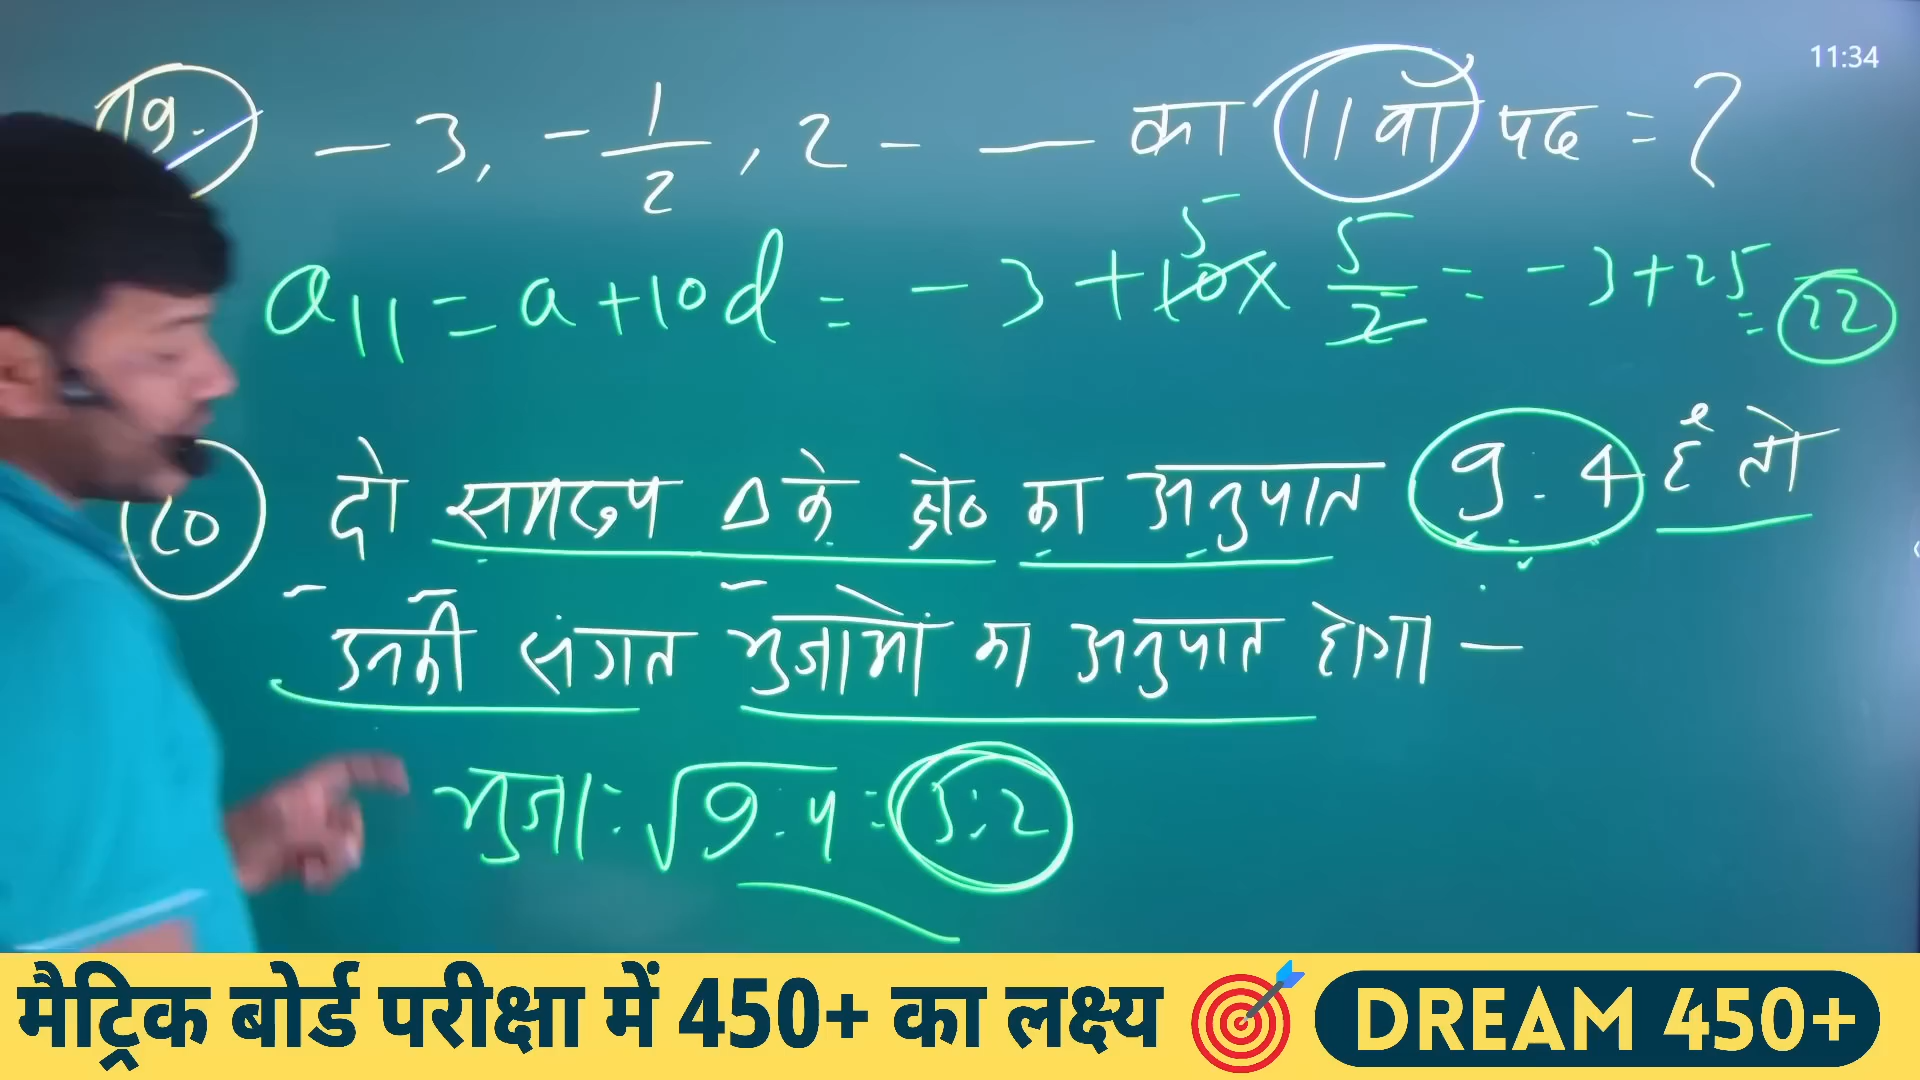 11:34
19. -3, -1/2, 2 - — का 11वाँ पद = ?
a11 = a + 10d = -3 + 10 5 × 5/2 = -3 + 25 = 22
20 दो समरूप Δ के क्षे० का अनुपात 9:4 है तो
उनकी संगत भुजाओं का अनुपात होगा —
भुजा: √9:4 = 3:2
मैट्रिक बोर्ड परीक्षा में 450+ का लक्ष्य DREAM 450+